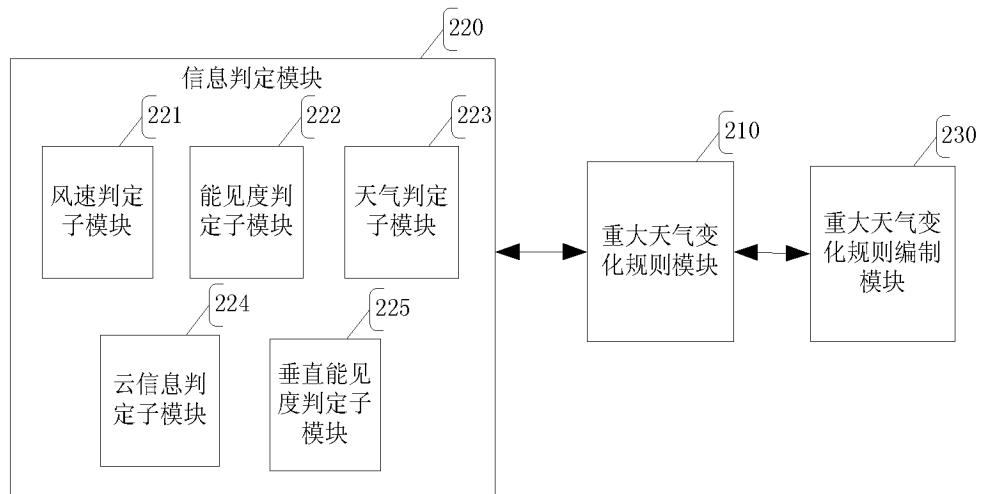 220
信息判定模块
221
222
223
风速判定
子模块
能见度判
定子模块
天气判定
子模块
224
225
云信息判
定子模块
垂直能见
度判定子
模块
210
重大天气变
化规则模块
230
重大天气变
化规则编制
模块